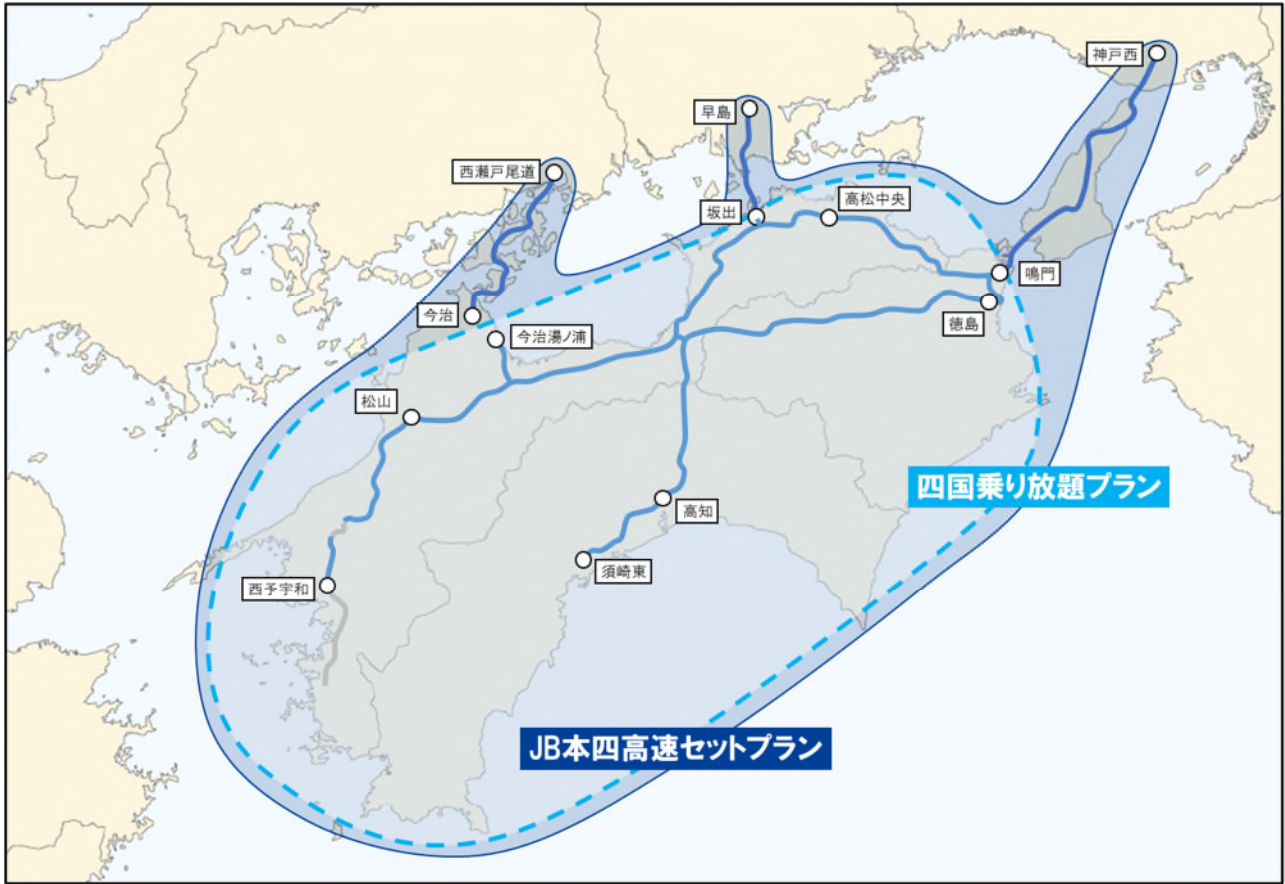 神戸西
早島
西瀬戸尾道
坂出
高松中央
鳴門
徳島
今治
今治湯ノ浦
松山
四国乗り放題プラン
高知
須崎東
西予宇和
JB本四高速セットプラン